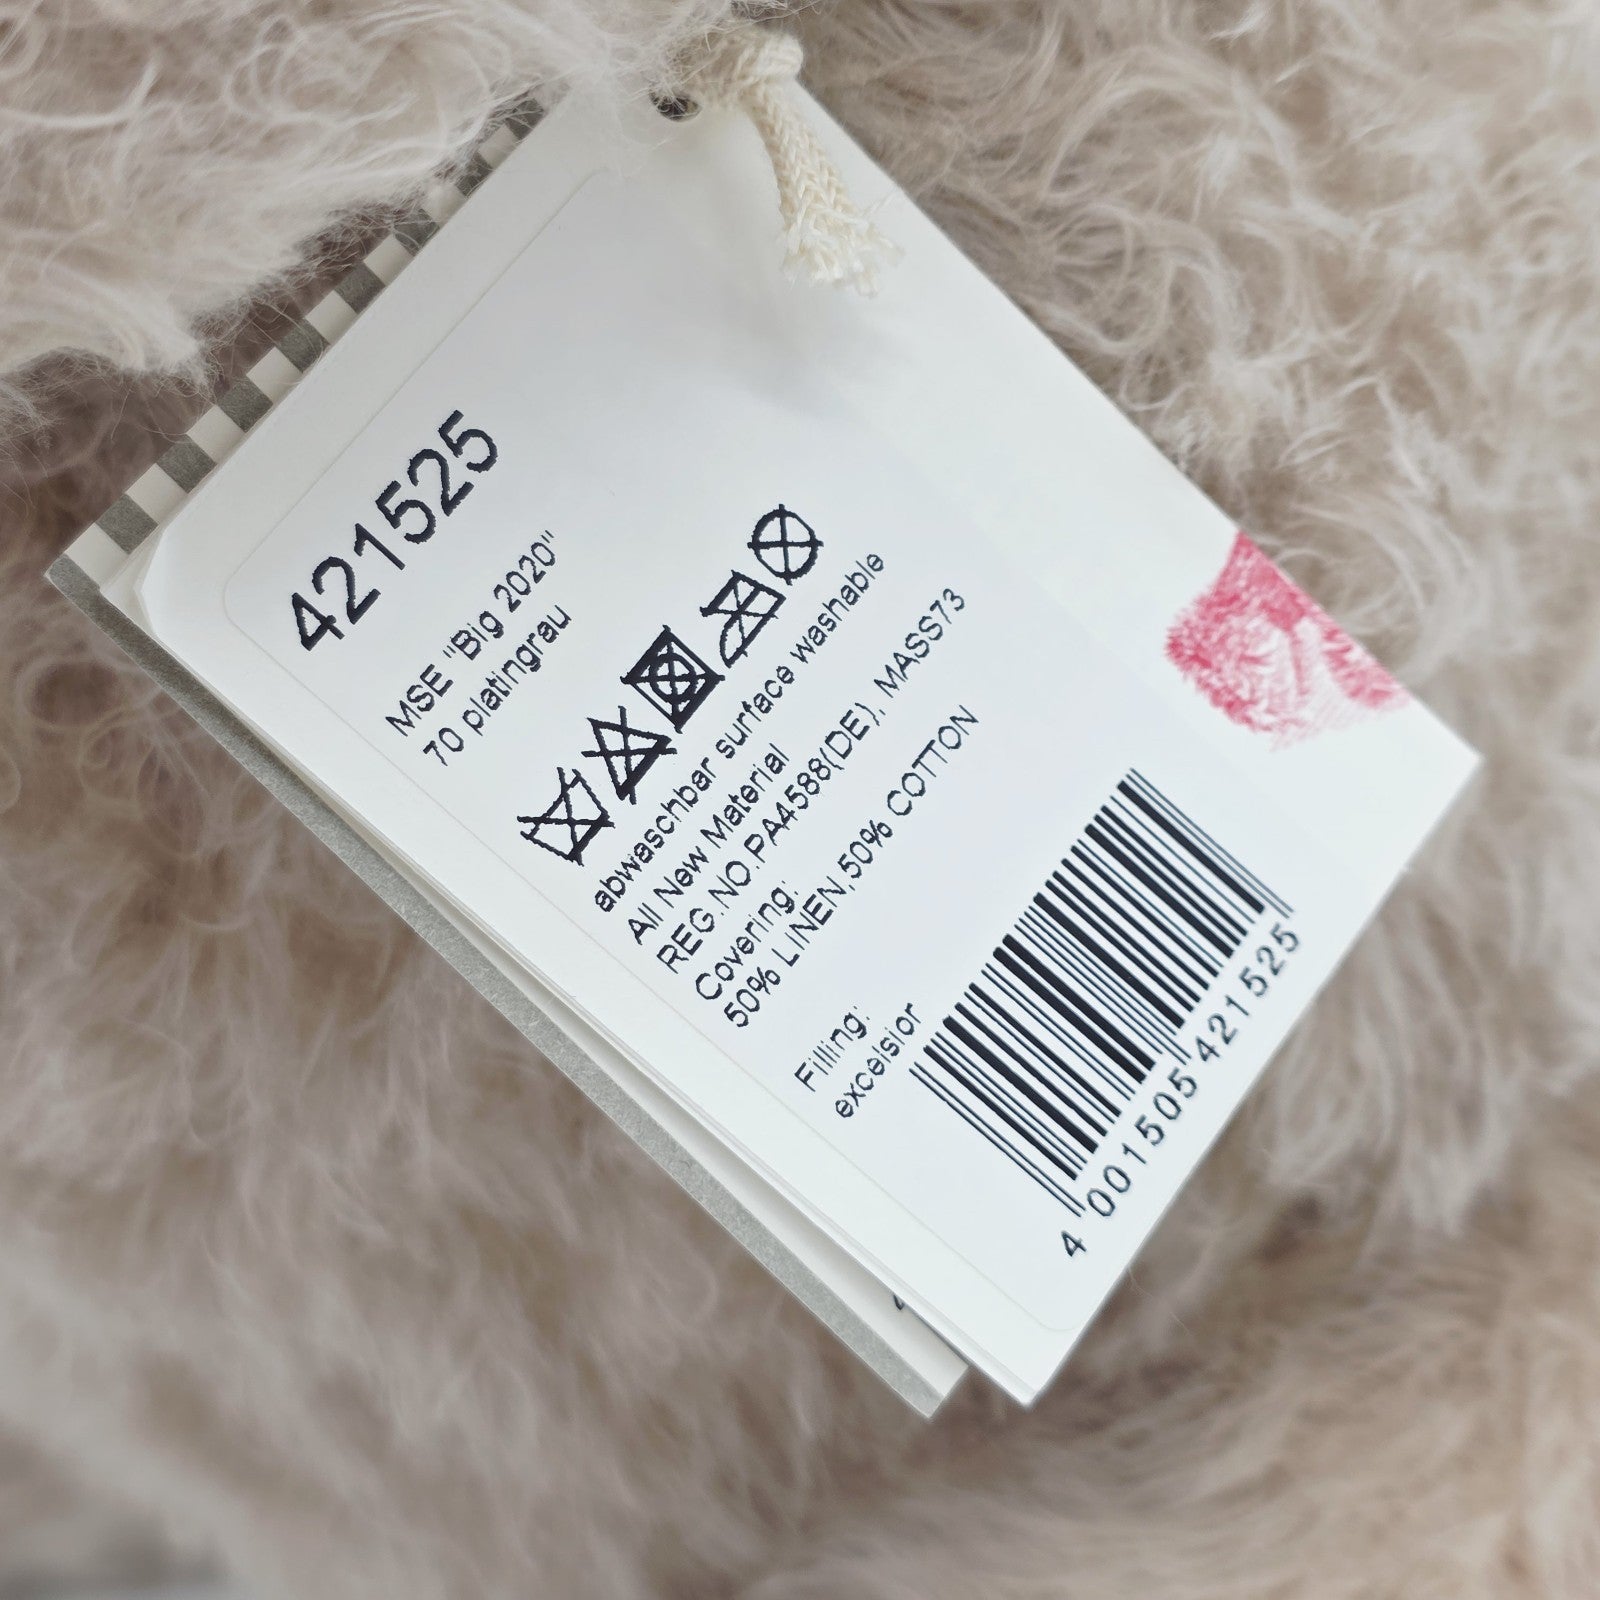 421525
MSE "Big 2020"
70 platingrau
abwaschbar surface washable
All New Material
REG.NO.PA4588(DE), MASS73
Covering:
50% LINEN,50% COTTON
Filling:
excelsior
4 001505 421525